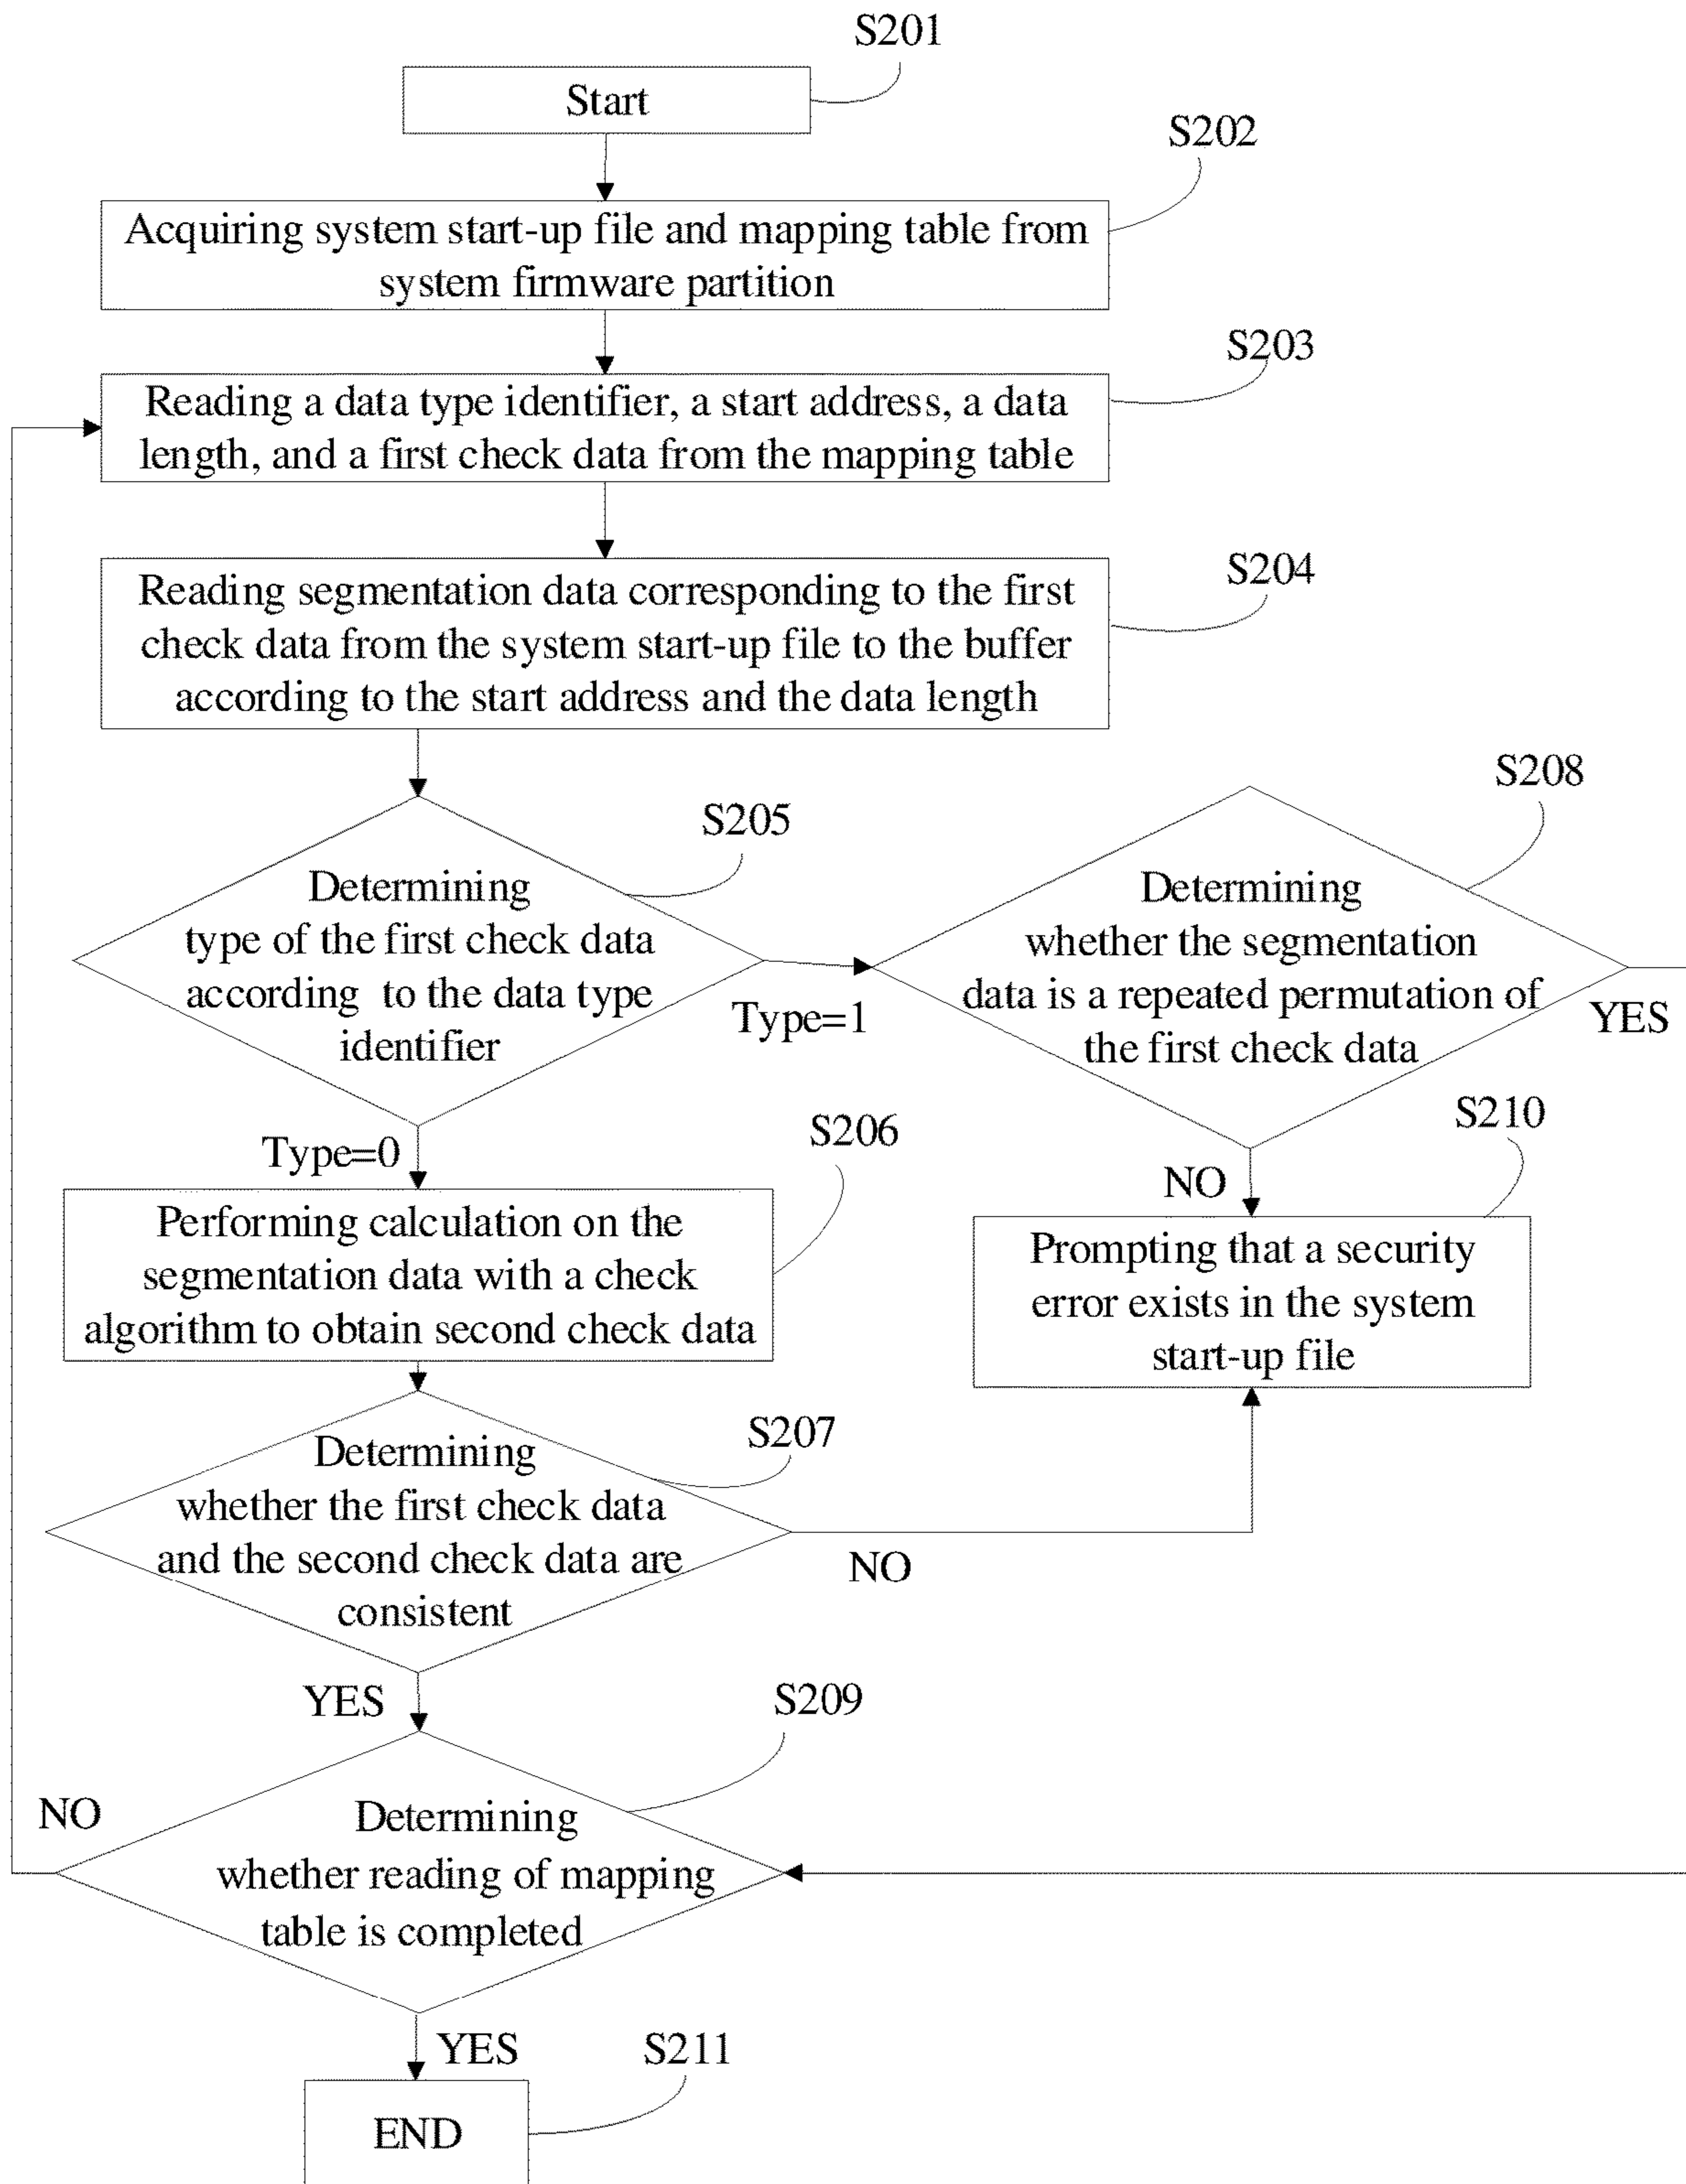 S201
Start
S202
Acquiring system start-up file and mapping table from
system firmware partition
S203
Reading a data type identifier, a start address, a data
length, and a first check data from the mapping table
S204
Reading segmentation data corresponding to the first
check data from the system start-up file to the buffer
according to the start address and the data length
S205
Determining
type of the first check data
according to the data type
identifier
Type=1
Type=0
S208
Determining
whether the segmentation
data is a repeated permutation of
the first check data
YES
NO
S206
Performing calculation on the
segmentation data with a check
algorithm to obtain second check data
S210
Prompting that a security
error exists in the system
start-up file
S207
Determining
whether the first check data
and the second check data are
consistent
NO
YES
S209
Determining
whether reading of mapping
table is completed
NO
YES
S211
END